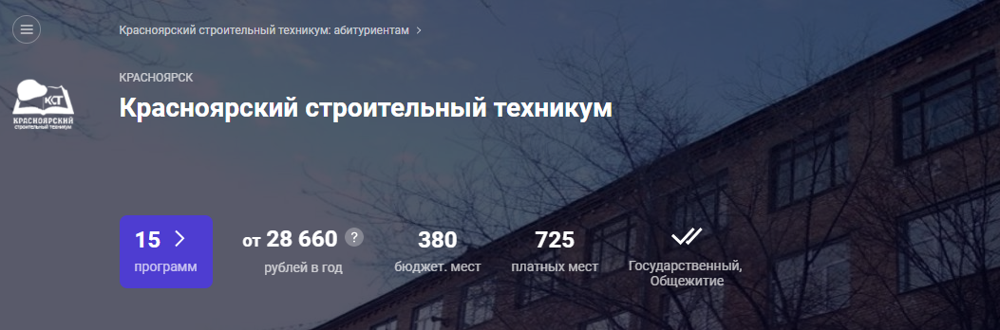 Красноярский строительный техникум: абитуриентам
КРАСНОЯРСК
КСТ
КРАСНОЯРСКИЙ
строительный техникум
Красноярский строительный техникум
15
программ
от 28 660 ?
рублей в год
380
бюджет. мест
725
платных мест
Государственный,
Общежитие